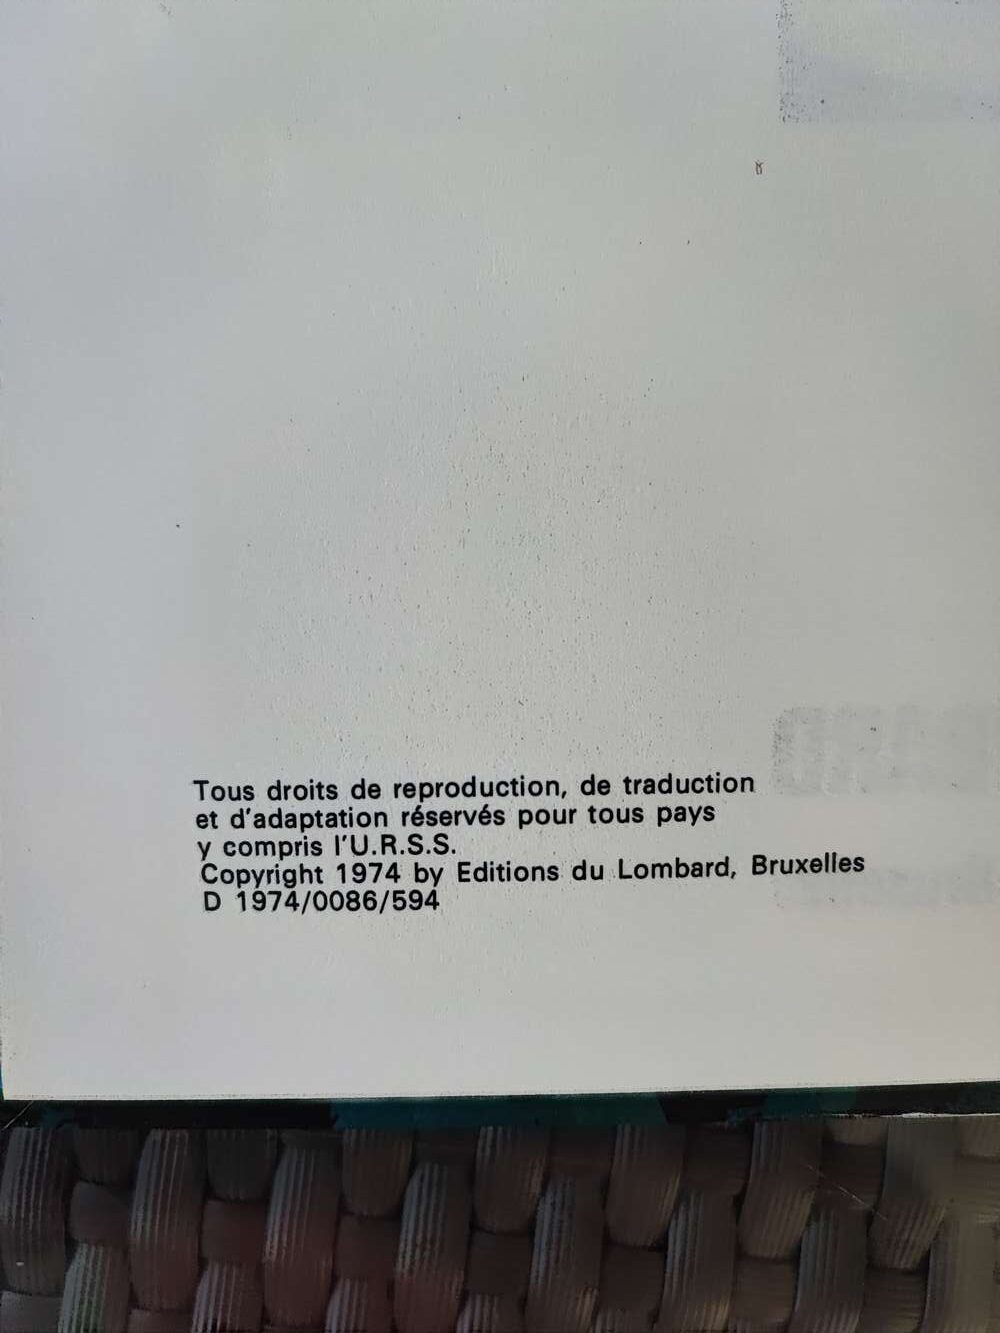 Tous droits de reproduction, de traduction
et d'adaptation réservés pour tous pays
y compris l'U.R.S.S.
Copyright 1974 by Editions du Lombard, Bruxelles
D 1974/0086/594